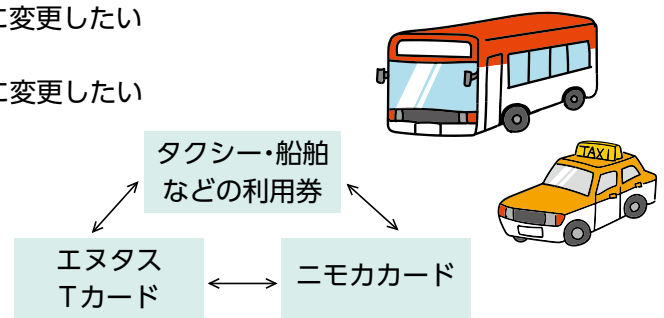 に変更したい
に変更したい
TAXI
タクシー・船舶
などの利用券
エヌタス
Tカード
ニモカカード